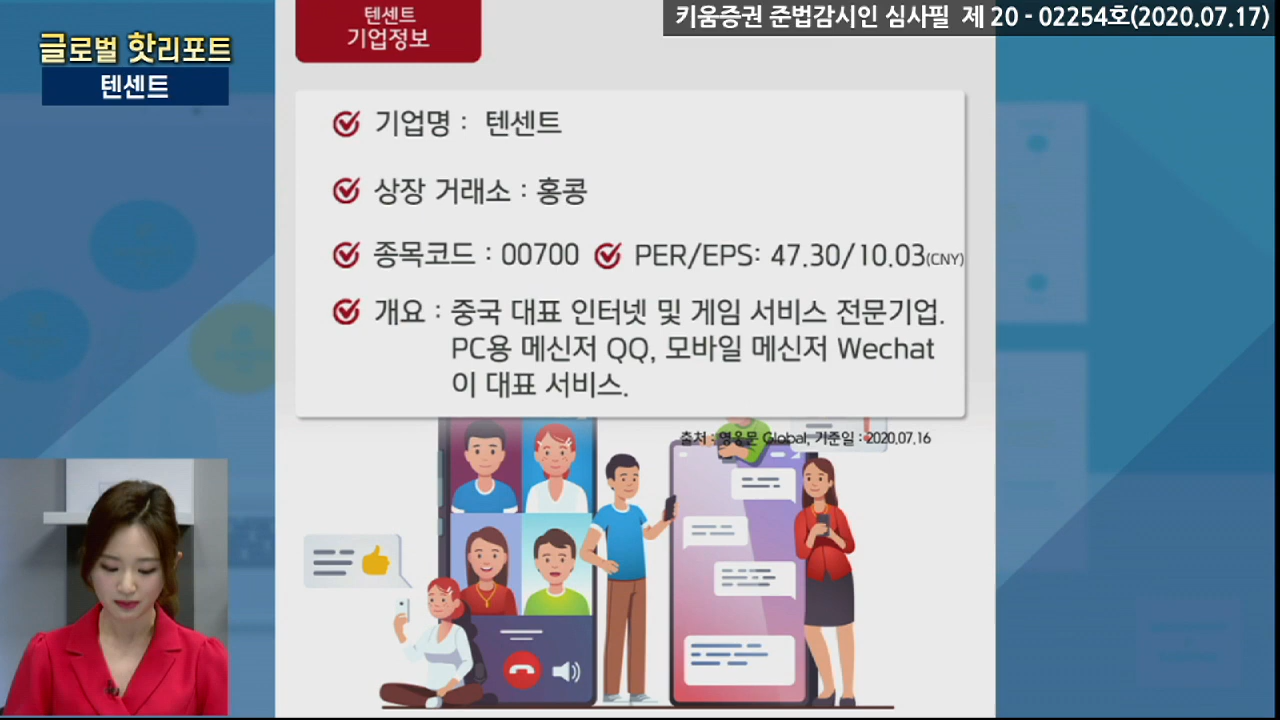 키움증권 준법감시인 심사필 제 20 - 02254호(2020.07.17)
글로벌 핫리포트
텐센트
텐센트
기업정보
기업명 : 텐센트
상장 거래소 : 홍콩
종목코드 : 00700 PER/EPS: 47.30/10.03(CNY)
개요 : 중국 대표 인터넷 및 게임 서비스 전문기업.
PC용 메신저 QQ, 모바일 메신저 Wechat
이 대표 서비스.
출처 : 영웅문 Global, 기준일 : 2020.07.16